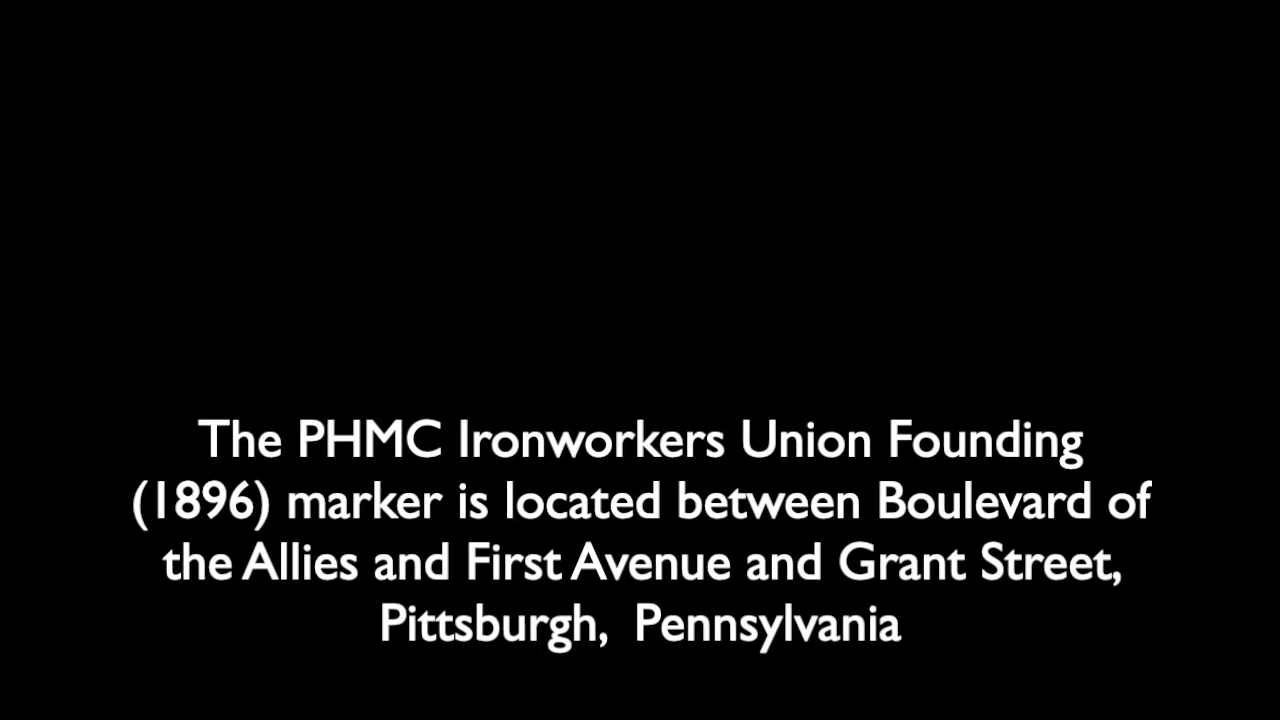 The PHMC Ironworkers Union Founding
(1896) marker is located between Boulevard of
the Allies and First Avenue and Grant Street,
Pittsburgh,  Pennsylvania